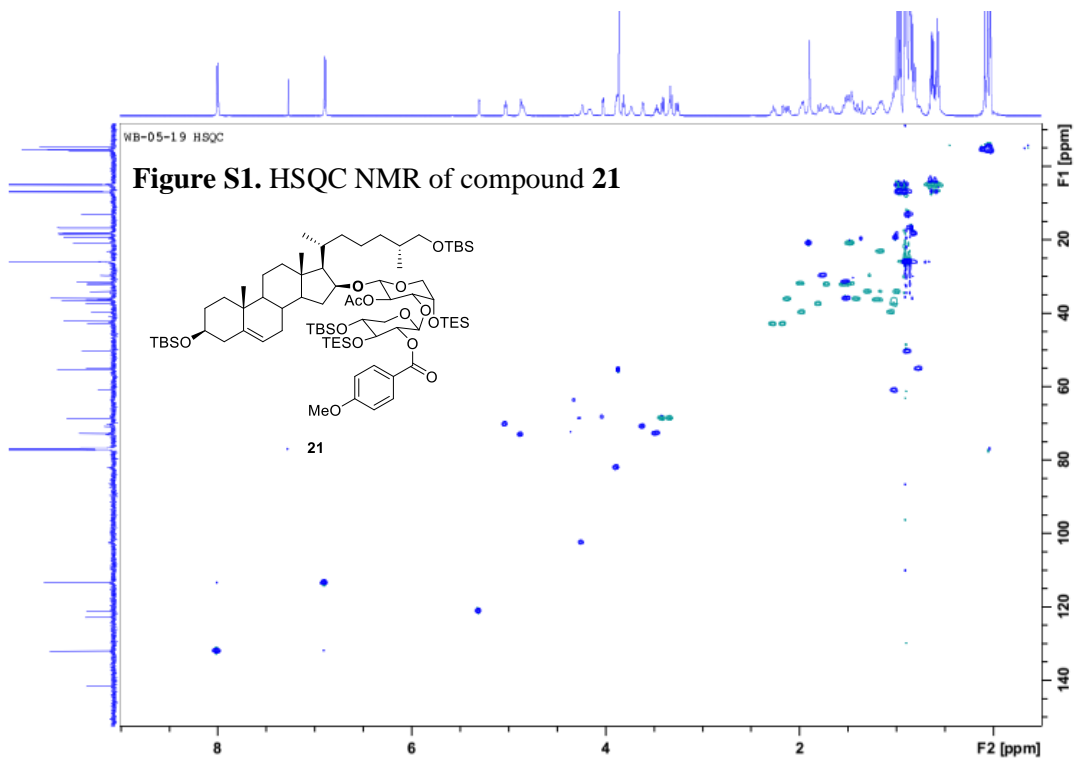 WB-05-19 HSQC
Figure S1. HSQC NMR of compound 21
OTBS
O
O
AcO
O
TBSO
O
OTES
TBSO
TESO
O
O
MeO
21
F1 [ppm]
20
40
60
80
100
120
140
8
6
4
2
F2 [ppm]